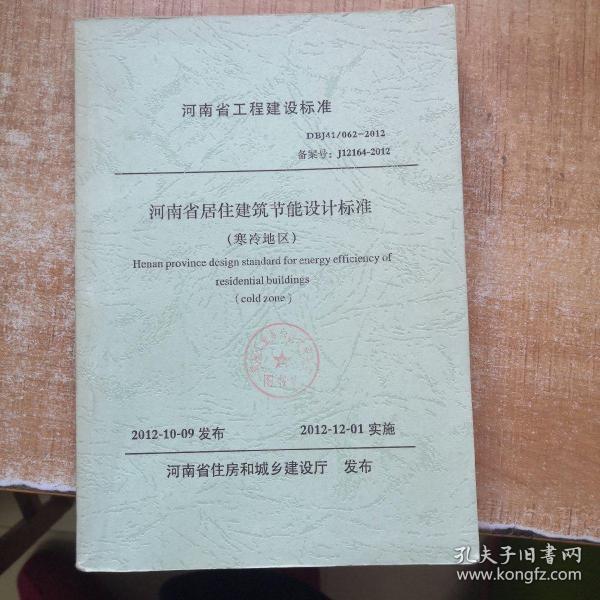 河南省工程建设标准
DBJ41/062-2012
备案号：J12164-2012
河南省居住建筑节能设计标准
（寒冷地区）
Henan province design standard for energy efficiency of
residential buildings
(cold zone)
2012-10-09 发布 2012-12-01 实施
河南省住房和城乡建设厅 发布
孔夫子旧书网
www.kongfz.com